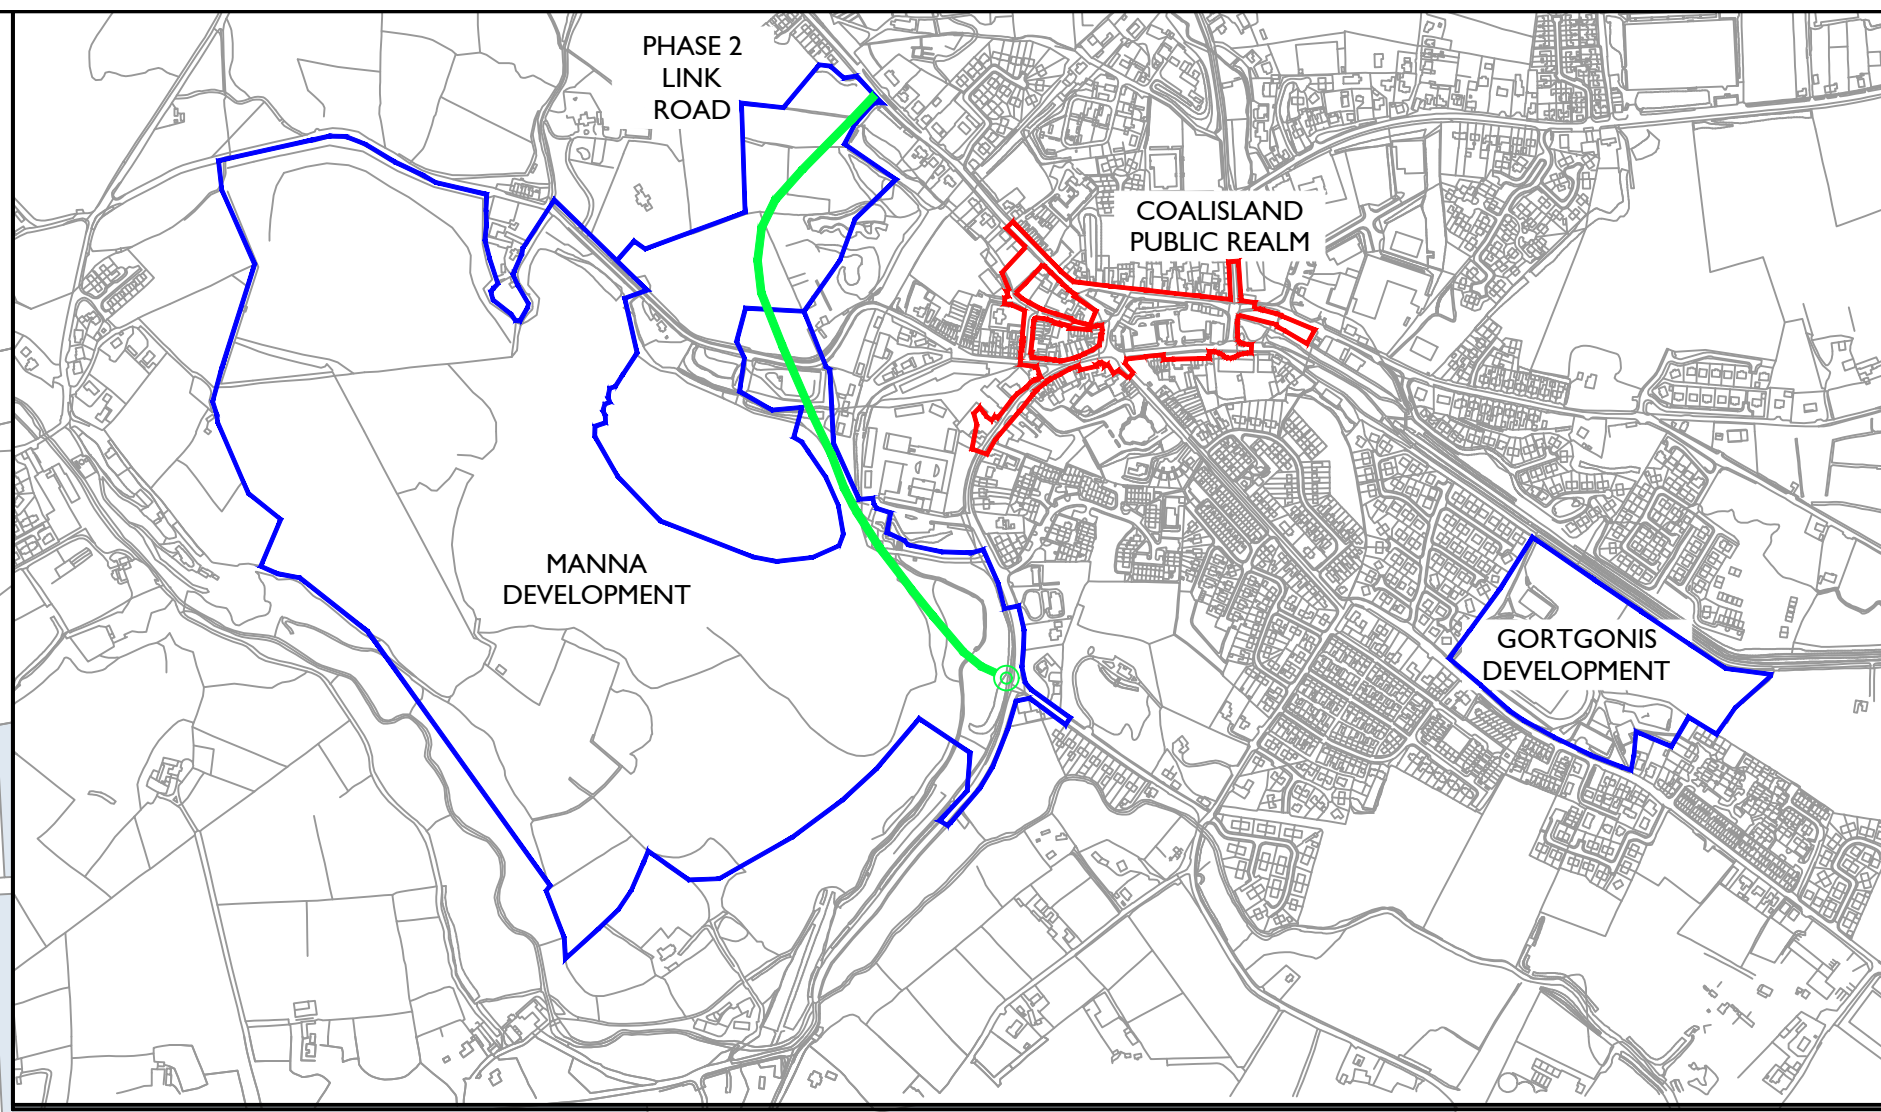 PHASE 2
LINK
ROAD
COALISLAND
PUBLIC REALM
MANNA
DEVELOPMENT
GORTGONIS
DEVELOPMENT